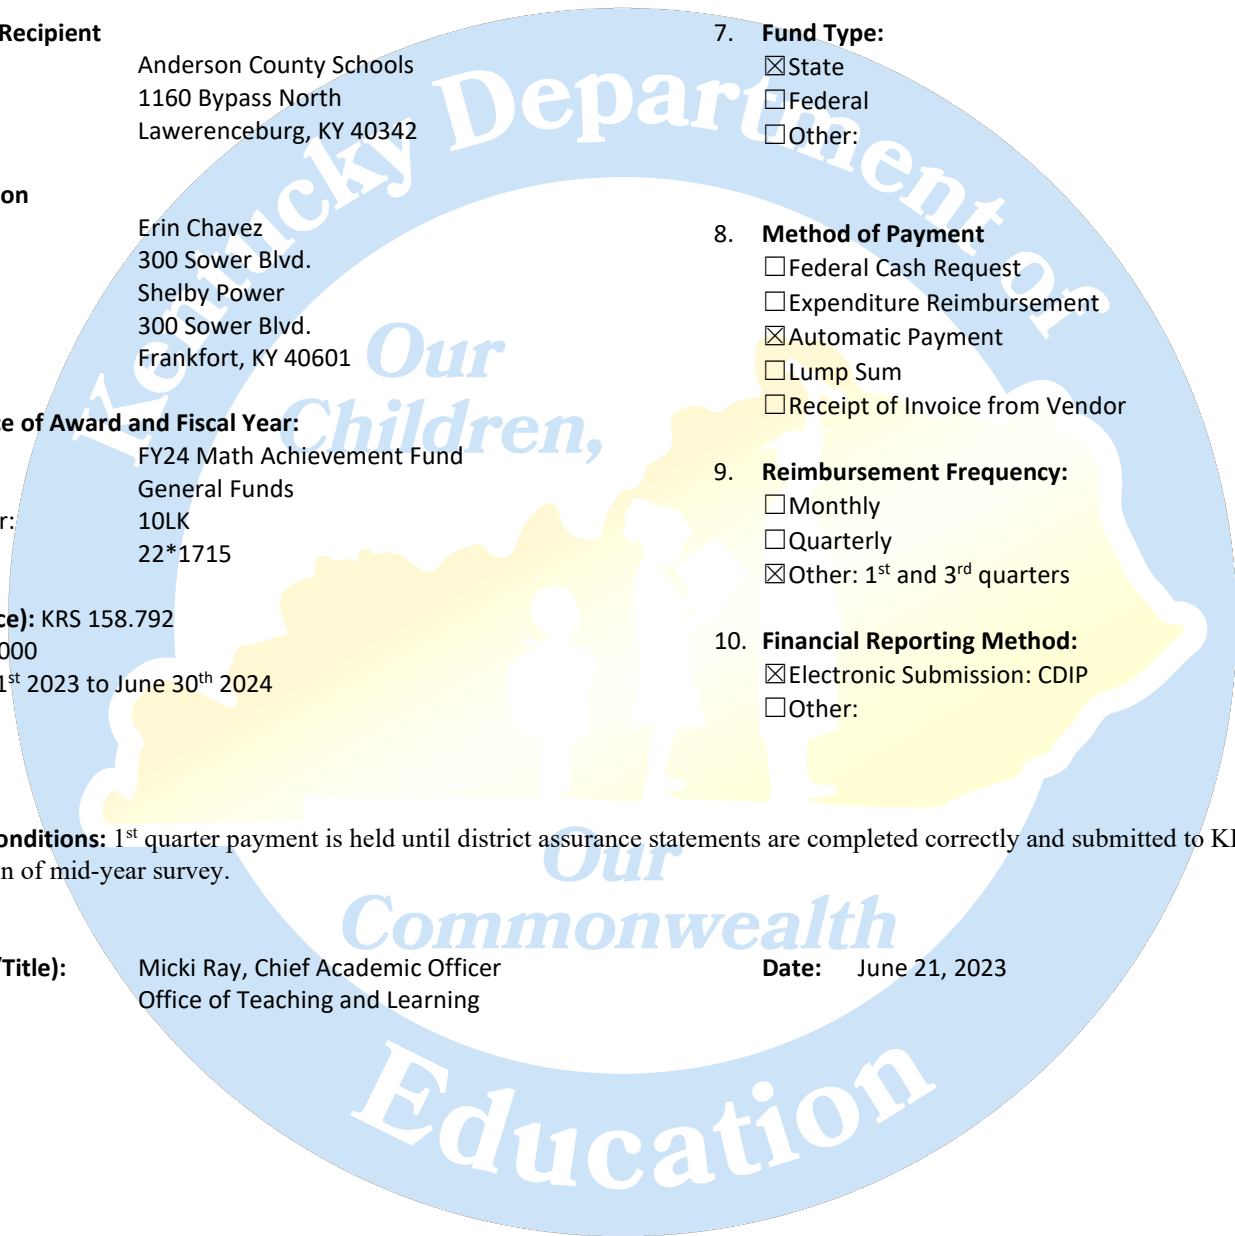 Recipient
Anderson County Schools
1160 Bypass North
Lawerenceburg, KY 40342
on
Erin Chavez
300 Sower Blvd.
Shelby Power
300 Sower Blvd.
Frankfort, KY 40601
ce of Award and Fiscal Year:
FY24 Math Achievement Fund
General Funds
r: 10LK
22*1715
ce): KRS 158.792
000
1st 2023 to June 30th 2024
7. Fund Type:
☒State
☐Federal
☐Other:
8. Method of Payment
☐Federal Cash Request
☐Expenditure Reimbursement
☒Automatic Payment
☐Lump Sum
☐Receipt of Invoice from Vendor
9. Reimbursement Frequency:
☐Monthly
☐Quarterly
☒Other: 1st and 3rd quarters
10. Financial Reporting Method:
☒Electronic Submission: CDIP
☐Other:
onditions: 1st quarter payment is held until district assurance statements are completed correctly and submitted to
n of mid-year survey.
/Title): Micki Ray, Chief Academic Officer
Office of Teaching and Learning
Date: June 21, 2023
Kentucky Department of
Education
Our
Children,
Our
Commonwealth